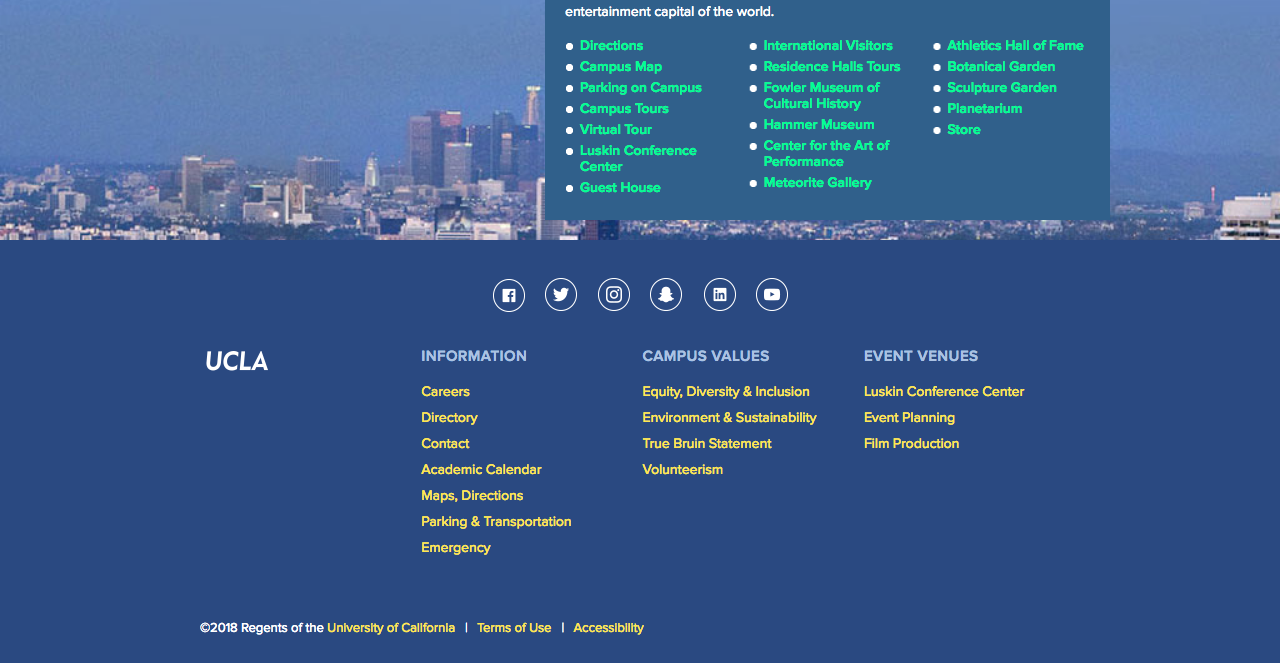 entertainment capital of the world.
Directions
Campus Map
Parking on Campus
Campus Tours
Virtual Tour
Luskin Conference
Center
Guest House
International Visitors
Residence Halls Tours
Fowler Museum of
Cultural History
Hammer Museum
Center for the Art of
Performance
Meteorite Gallery
Athletics Hall of Fame
Botanical Garden
Sculpture Garden
Planetarium
Store
UCLA
INFORMATION
Careers
Directory
Contact
Academic Calendar
Maps, Directions
Parking & Transportation
Emergency
CAMPUS VALUES
Equity, Diversity & Inclusion
Environment & Sustainability
True Bruin Statement
Volunteerism
EVENT VENUES
Luskin Conference Center
Event Planning
Film Production
©2018 Regents of the University of California | Terms of Use | Accessibility